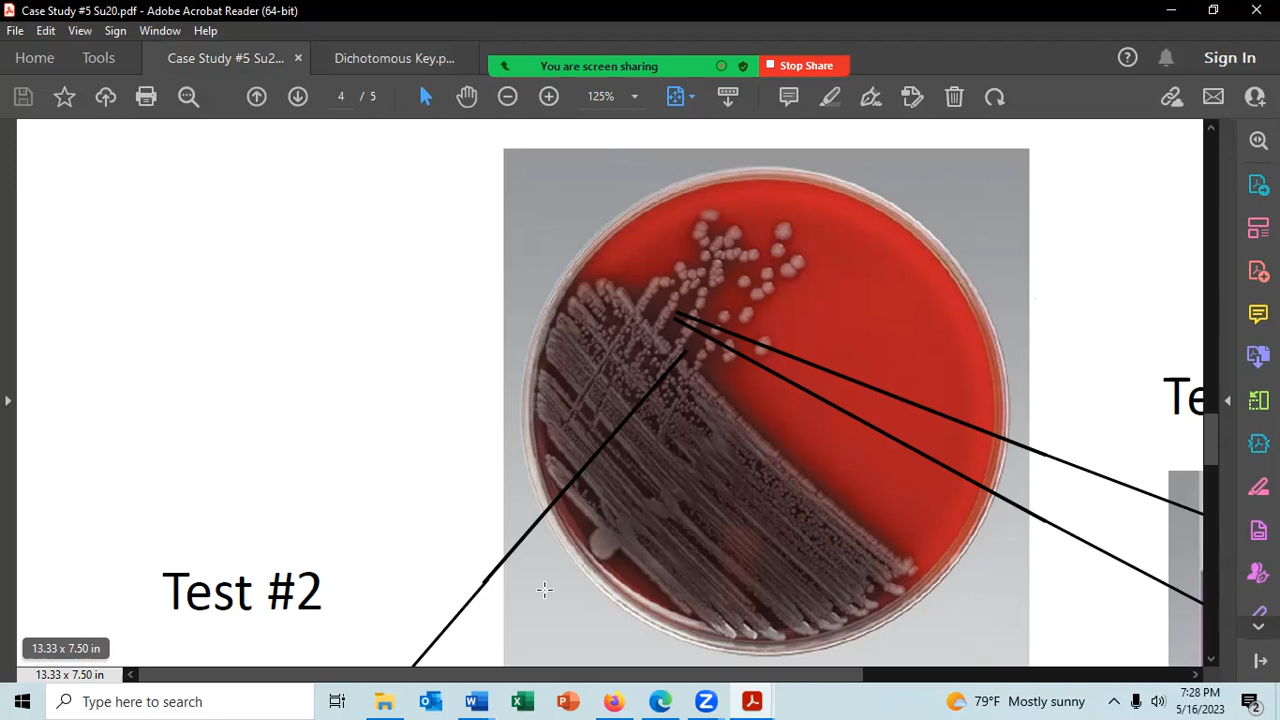 Case Study #5 Su20.pdf - Adobe Acrobat Reader (64-bit)
File Edit View Sign Window Help
Home Tools Case Study #5 Su2... × Dichotomous Key.p...
You are screen sharing Stop Share
Sign In
4 / 5 125%
Te
Test #2
13.33 x 7.50 in
13.33 x 7.50 in
Type here to search
79°F Mostly sunny
7:28 PM
5/16/2023
2